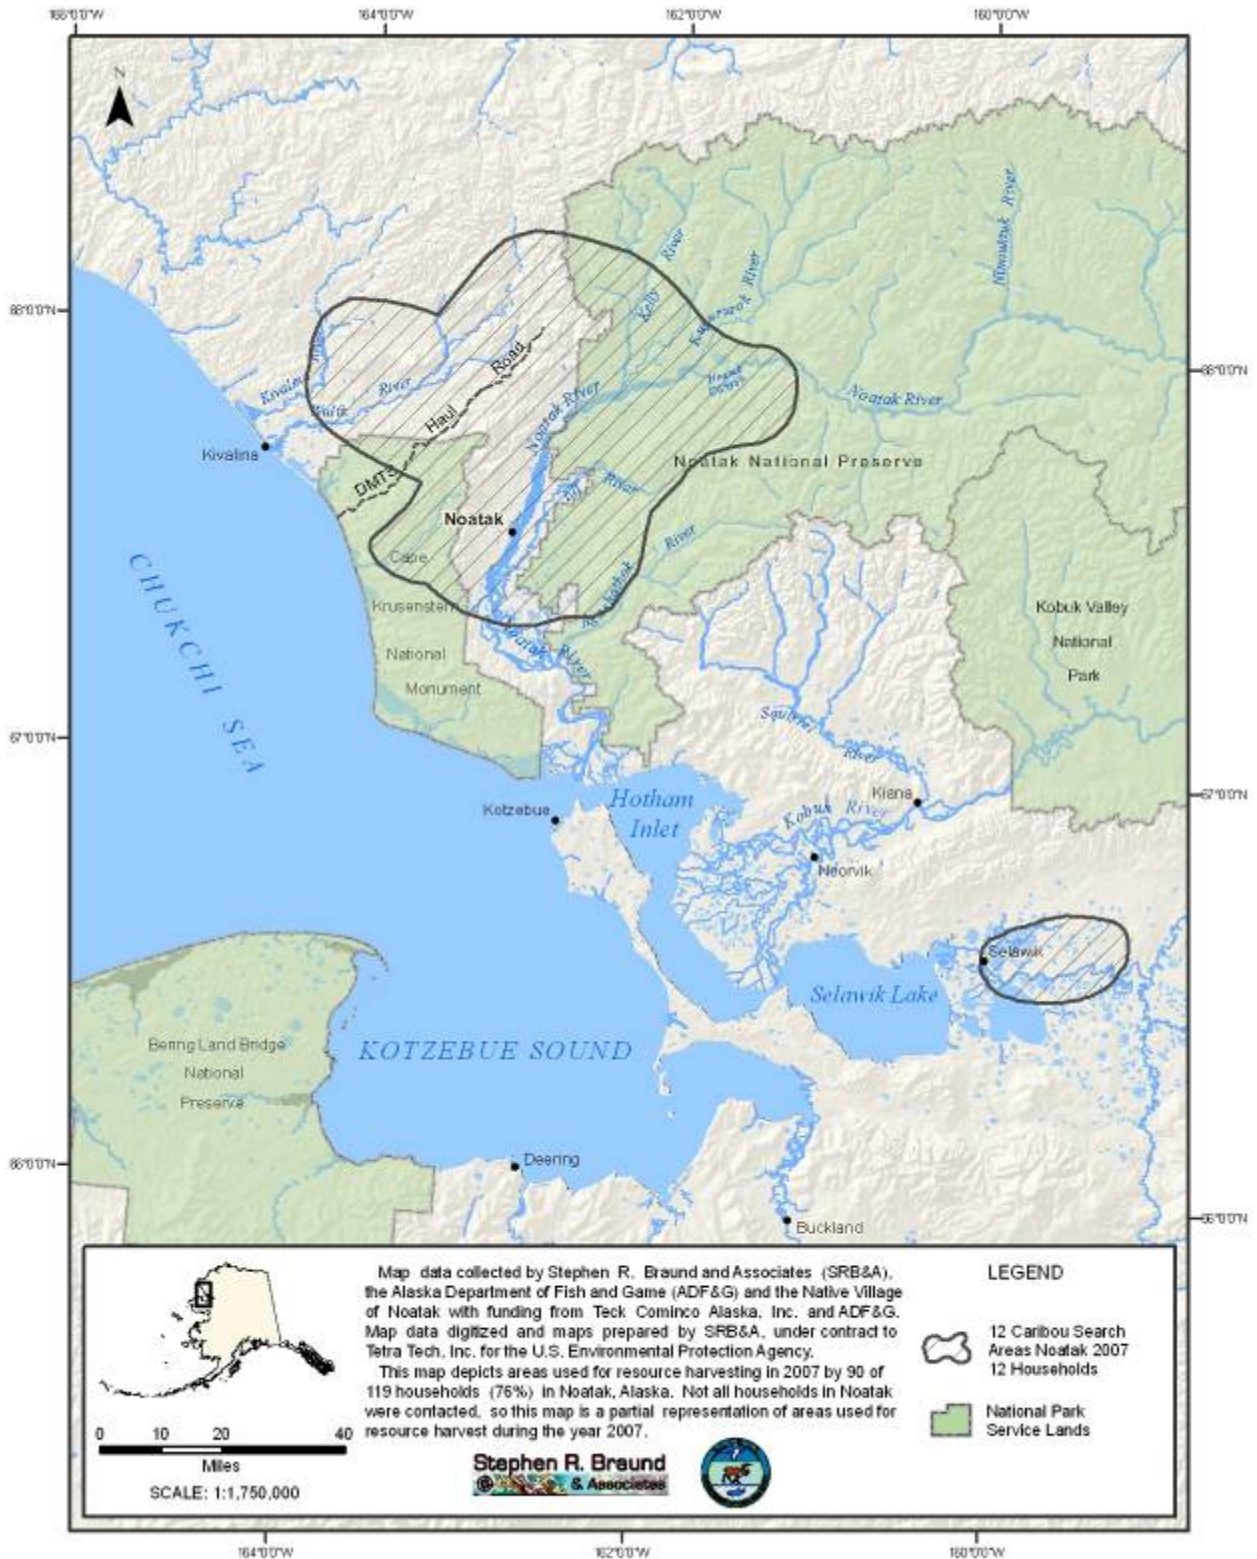 166°0'0"W
164°0'0"W
162°0'0"W
160°0'0"W
N
68°0'0"N
68°0'0"N
67°0'0"N
67°0'0"N
66°0'0"N
66°0'0"N
River
Kelly
River
Nimiuktuk River
Road
River
River
Haul
Noatak River
Noatak River
Kivalina
DMTS
Noatak National Preserve
River
Noatak
River
Cape
Krusenstern
National
Monument
Noatak
River
Kobuk Valley
National
Park
CHUKCHI SEA
Squirrel
River
Kiana
Kobuk River
Kotzebue
Hotham
Inlet
Noorvik
Selawik
Selawik Lake
Bering Land Bridge
National
Preserve
KOTZEBUE SOUND
Deering
Buckland
Map data collected by Stephen R. Braund and Associates (SRB&A),
the Alaska Department of Fish and Game (ADF&G) and the Native Village
of Noatak with funding from Teck Cominco Alaska, Inc. and ADF&G.
Map data digitized and maps prepared by SRB&A, under contract to
Tetra Tech, Inc. for the U.S. Environmental Protection Agency.
This map depicts areas used for resource harvesting in 2007 by 90 of
119 households (76%) in Noatak, Alaska. Not all households in Noatak
were contacted, so this map is a partial representation of areas used for
resource harvest during the year 2007.
LEGEND
12 Caribou Search
Areas Noatak 2007
12 Households
National Park
Service Lands
0 10 20 40
Miles
SCALE: 1:1,750,000
Stephen R. Braund
& Associates
164°0'0"W
162°0'0"W
160°0'0"W